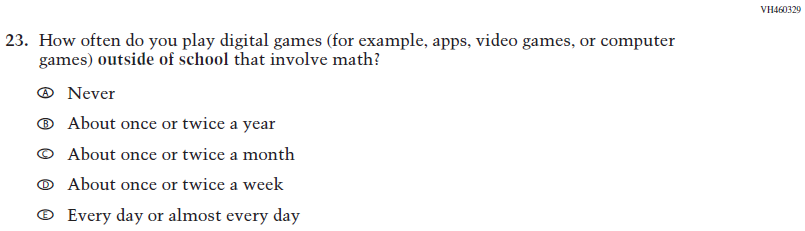 VH460329
23. How often do you play digital games (for example, apps, video games, or computer
games) outside of school that involve math?
A Never
B About once or twice a year
C About once or twice a month
D About once or twice a week
E Every day or almost every day